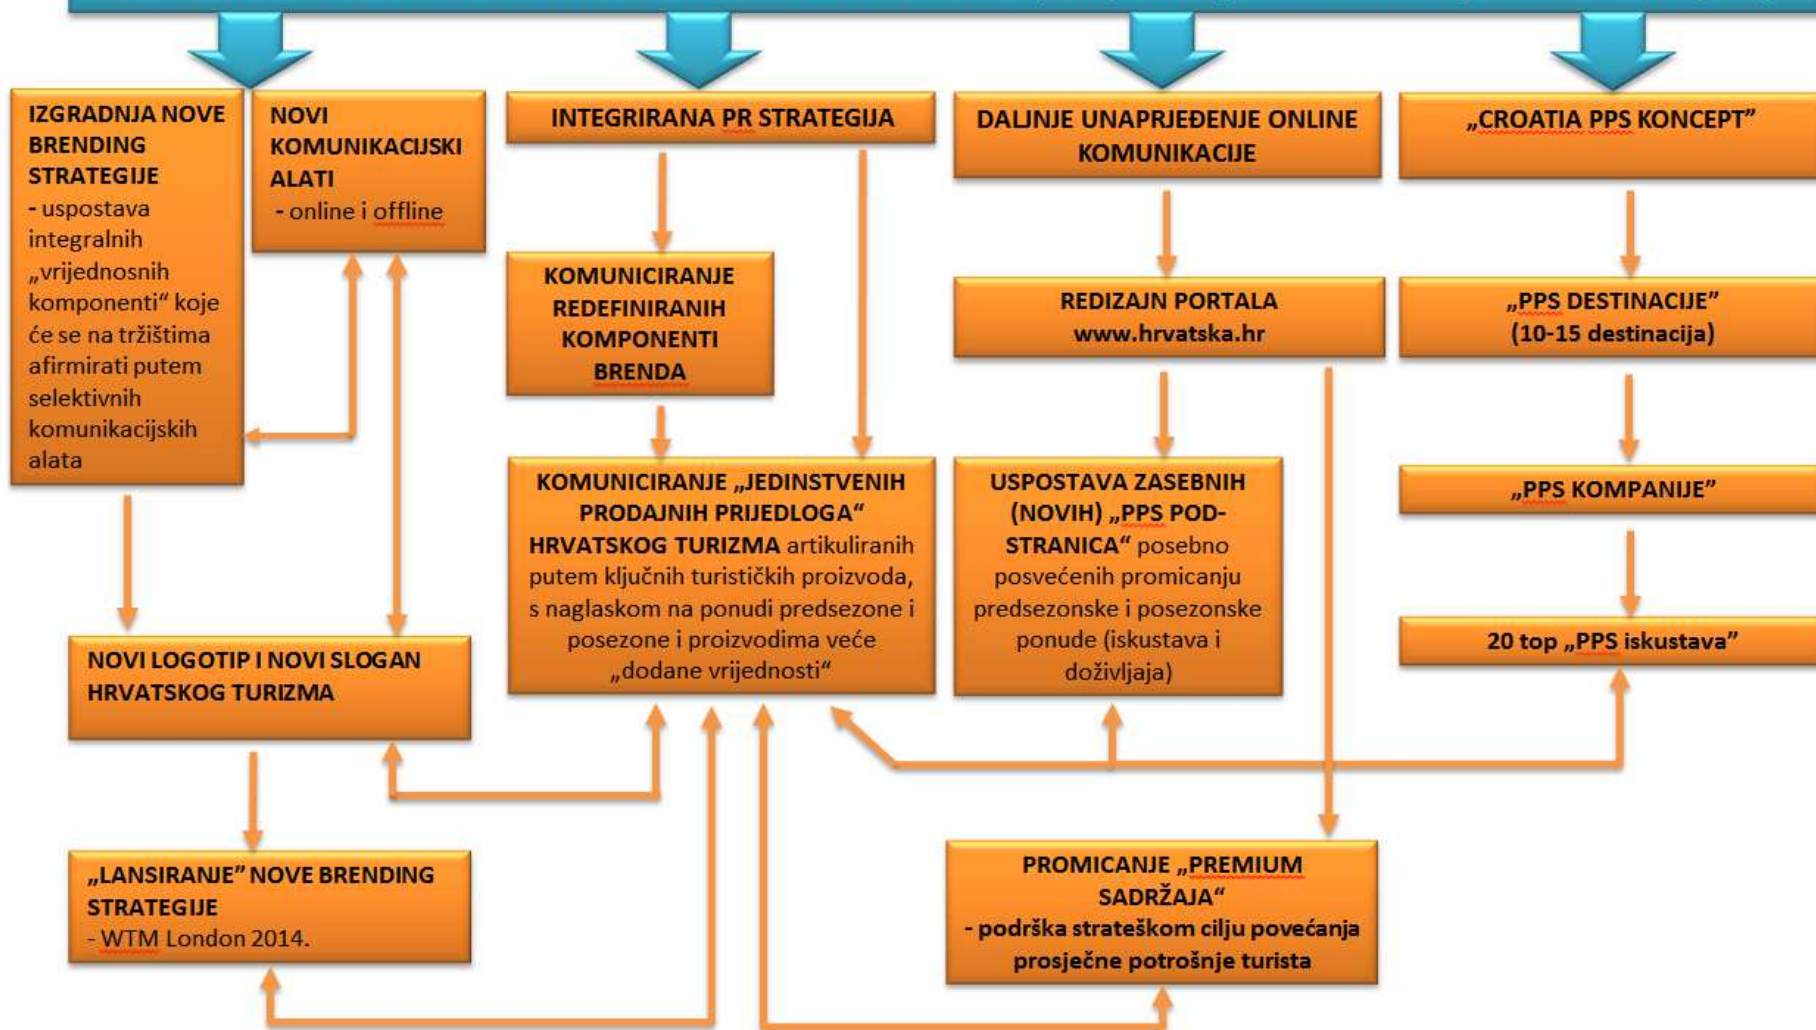 IZGRADNJA NOVE
BRENDING
STRATEGIJE
- uspostava
integralnih
„vrijednosnih
komponenti“ koje
će se na tržištima
afirmirati putem
selektivnih
komunikacijskih
alata
NOVI
KOMUNIKACIJSKI
ALATI
- online i offline
NOVI LOGOTIP I NOVI SLOGAN
HRVATSKOG TURIZMA
„LANSIRANJE” NOVE BRENDING
STRATEGIJE
- WTM London 2014.
INTEGRIRANA PR STRATEGIJA
KOMUNICIRANJE
REDEFINIRANIH
KOMPONENTI
BRENDA
KOMUNICIRANJE „JEDINSTVENIH
PRODAJNIH PRIJEDLOGA“
HRVATSKOG TURIZMA artikuliranih
putem ključnih turističkih proizvoda,
s naglaskom na ponudi predsezone i
posezone i proizvodima veće
„dodane vrijednosti“
DALJNJE UNAPRJEĐENJE ONLINE
KOMUNIKACIJE
REDIZAJN PORTALA
www.hrvatska.hr
USPOSTAVA ZASEBNIH
(NOVIH) „PPS POD-
STRANICA“ posebno
posvećenih promicanju
predsezonske i posezonske
ponude (iskustava i
doživljaja)
PROMICANJE „PREMIUM
SADRŽAJA“
- podrška strateškom cilju povećanja
prosječne potrošnje turista
„CROATIA PPS KONCEPT”
„PPS DESTINACIJE”
(10-15 destinacija)
„PPS KOMPANIJE”
20 top „PPS iskustava”